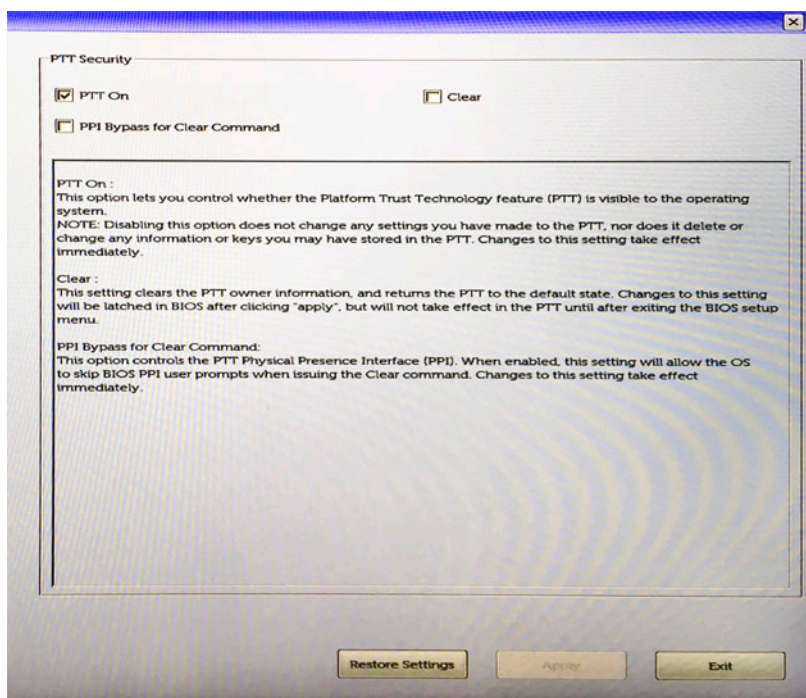 PTT Security
PTT On
Clear
PPI Bypass for Clear Command
PTT On :
This option lets you control whether the Platform Trust Technology feature (PTT) is visible to the operating
system.
NOTE: Disabling this option does not change any settings you have made to the PTT, nor does it delete or
change any information or keys you may have stored in the PTT. Changes to this setting take effect
immediately.
Clear :
This setting clears the PTT owner information, and returns the PTT to the default state. Changes to this setting
will be latched in BIOS after clicking "apply", but will not take effect in the PTT until after exiting the BIOS setup
menu.
PPI Bypass for Clear Command:
This option controls the PTT Physical Presence Interface (PPI). When enabled, this setting will allow the OS
to skip BIOS PPI user prompts when issuing the Clear command. Changes to this setting take effect
immediately.
Restore Settings
Apply
Exit